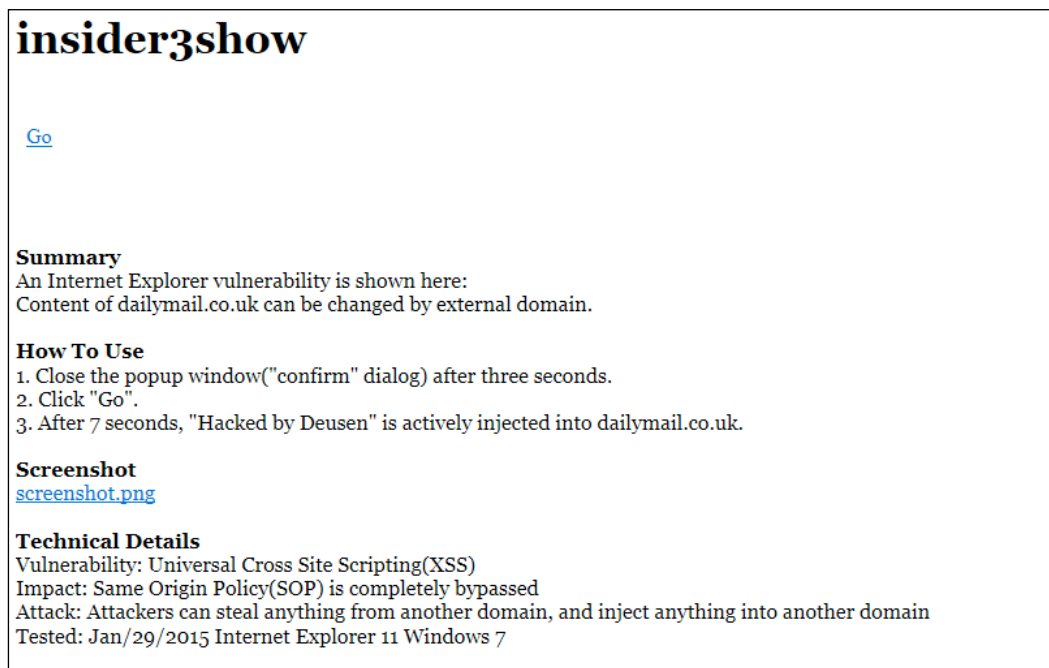 insider3show
Go
Summary
An Internet Explorer vulnerability is shown here:
Content of dailymail.co.uk can be changed by external domain.
How To Use
1. Close the popup window("confirm" dialog) after three seconds.
2. Click "Go".
3. After 7 seconds, "Hacked by Deusen" is actively injected into dailymail.co.uk.
Screenshot
screenshot.png
Technical Details
Vulnerability: Universal Cross Site Scripting(XSS)
Impact: Same Origin Policy(SOP) is completely bypassed
Attack: Attackers can steal anything from another domain, and inject anything into another domain
Tested: Jan/29/2015 Internet Explorer 11 Windows 7